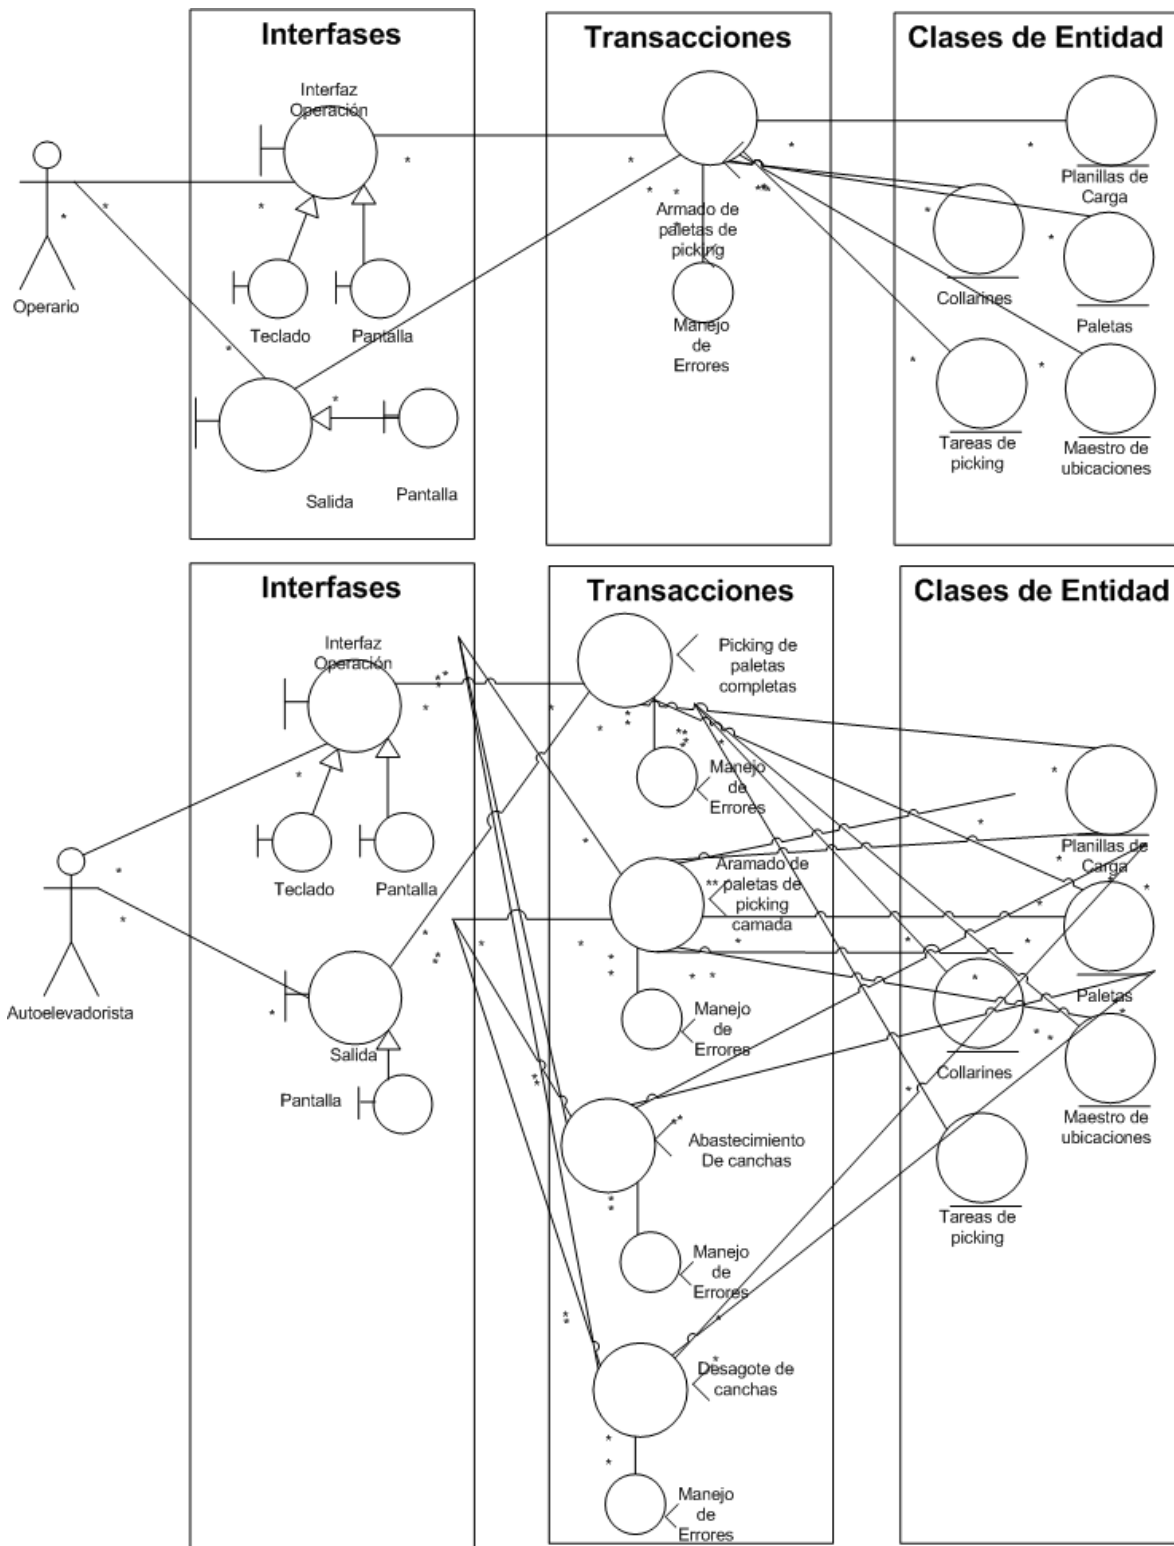 Interfases
Transacciones
Clases de Entidad
Interfaz
Operación
Operario
Teclado
Pantalla
Salida
Pantalla
Armado de
paletas de
picking
Manejo
de
Errores
Planillas de
Carga
Collarines
Paletas
Tareas de
picking
Maestro de
ubicaciones
Interfases
Transacciones
Clases de Entidad
Interfaz
Operación
Teclado
Pantalla
Autoelevadorista
Salida
Pantalla
Picking de
paletas
completas
Manejo
de
Errores
Aramado de
paletas de
picking
camada
Manejo
de
Errores
Abastecimiento
De canchas
Manejo
de
Errores
Desagote de
canchas
Manejo
de
Errores
Planillas de
Carga
Paletas
Collarines
Maestro de
ubicaciones
Tareas de
picking